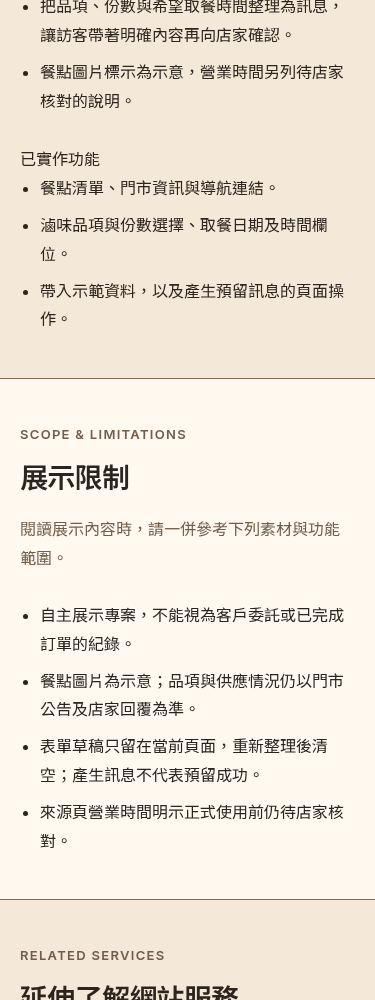 把品項、份數與希望取餐時間整理為訊息，
讓訪客帶著明確內容再向店家確認。
餐點圖片標示為示意，營業時間另列待店家
核對的說明。
已實作功能
餐點清單、門市資訊與導航連結。
滷味品項與份數選擇、取餐日期及時間欄
位。
帶入示範資料，以及產生預留訊息的頁面操
作。
SCOPE & LIMITATIONS
展示限制
閱讀展示內容時，請一併參考下列素材與功能
範圍。
自主展示專案，不能視為客戶委託或已完成
訂單的紀錄。
餐點圖片為示意；品項與供應情況仍以門市
公告及店家回覆為準。
表單草稿只留在當前頁面，重新整理後清
空；產生訊息不代表預留成功。
來源頁營業時間明示正式使用前仍待店家核
對。
RELATED SERVICES
延伸了解網站服務